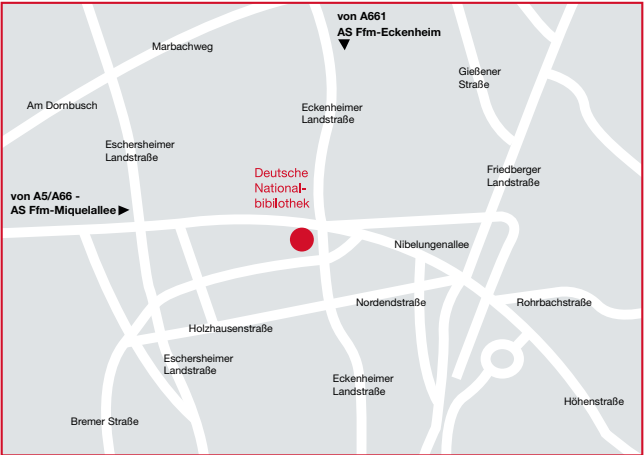 von A661
AS Ffm-Eckenheim
Marbachweg
Gießener
Straße
Am Dornbusch
Eckenheimer
Landstraße
Eschersheimer
Landstraße
Deutsche
National-
bibliothek
Friedberger
Landstraße
von A5/A66 -
AS Ffm-Miquelallee
Nibelungenallee
Nordendstraße
Rohrbachstraße
Holzhausenstraße
Eschersheimer
Landstraße
Eckenheimer
Landstraße
Höhenstraße
Bremer Straße